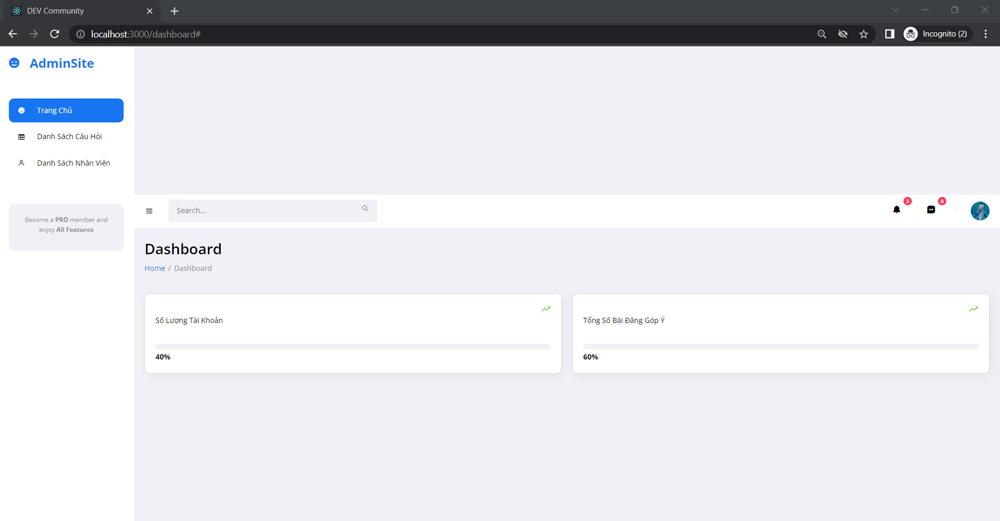 DEV Community
localhost:3000/dashboard#
Incognito (2)
AdminSite
Trang Chủ
Danh Sách Câu Hỏi
Danh Sách Nhân Viên
Become a PRO member and
enjoy All Features
Search...
5
8
Dashboard
Home / Dashboard
Số Lượng Tài Khoản
40%
Tổng Số Bài Đăng Góp Ý
60%